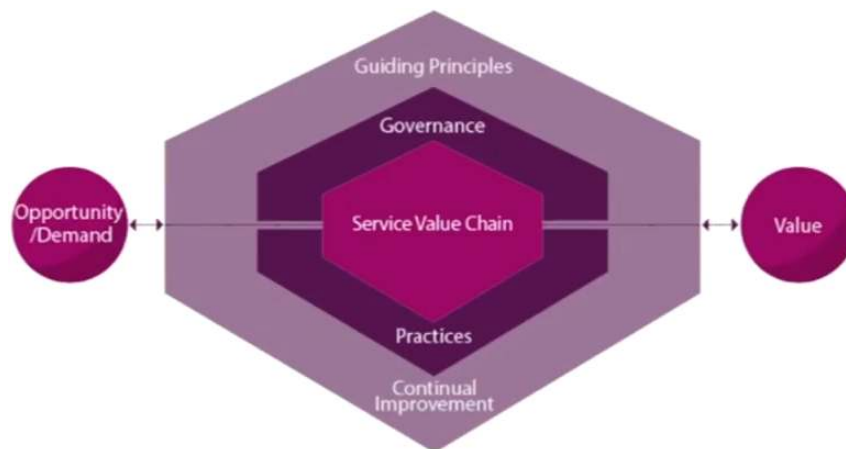 Guiding Principles
Governance
Opportunity
/Demand
Service Value Chain
Value
Practices
Continual
Improvement